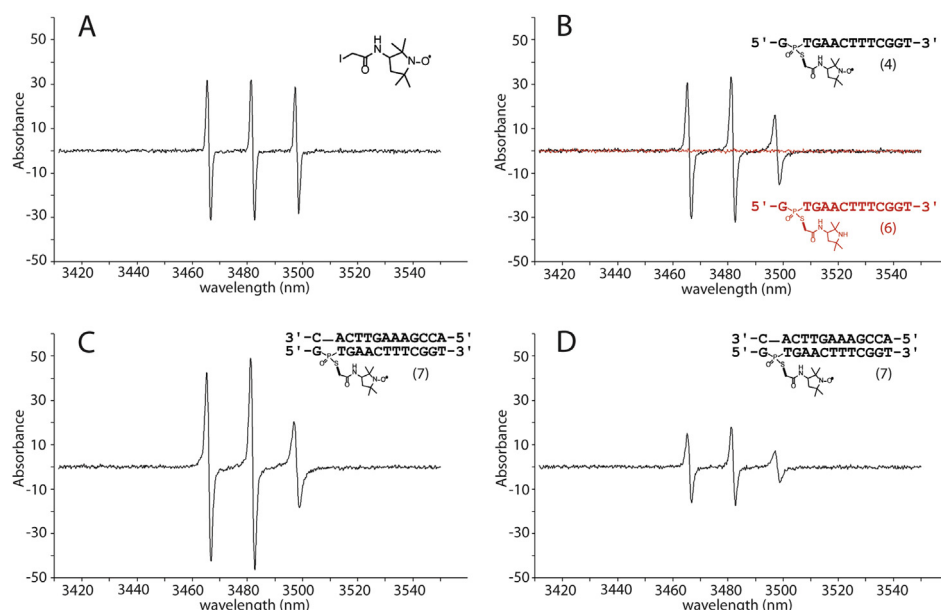 A
50
30
10
-10
-30
-50
Absorbance
3420 3440 3460 3480 3500 3520 3540
wavelength (nm)
I
O
H
N
N-O•
B
5'-G TGAACTTTCGGT-3'
P
O
S
O
H
N
N-O•
(4)
50
30
10
-10
-30
-50
Absorbance
5'-G TGAACTTTCGGT-3'
P
O
S
O
H
N
NH
(6)
3420 3440 3460 3480 3500 3520 3540
wavelength (nm)
C
3'-C ACTTGAAAGCCA-5'
5'-G TGAACTTTCGGT-3'
P
O
S
O
H
N
N-O•
(7)
50
30
10
-10
-30
-50
Absorbance
3420 3440 3460 3480 3500 3520 3540
wavelength (nm)
D
3'-C ACTTGAAAGCCA-5'
5'-G TGAACTTTCGGT-3'
P
O
S
O
H
N
N-O•
(7)
50
30
10
-10
-30
-50
Absorbance
3420 3440 3460 3480 3500 3520 3540
wavelength (nm)